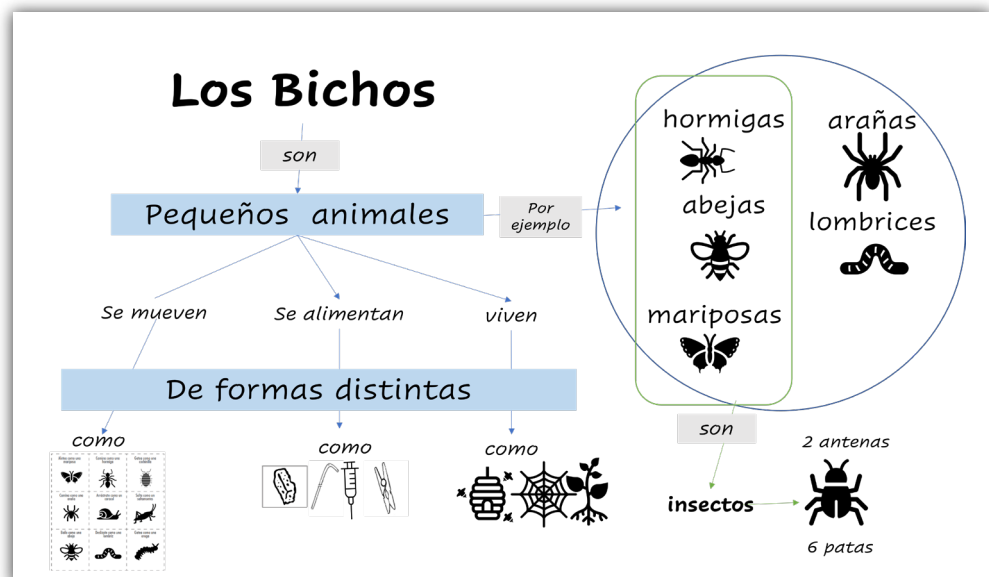 Los Bichos
son
Pequeños animales
Por
ejemplo
hormigas
arañas
abejas
lombrices
mariposas
Se mueven
Se alimentan
viven
De formas distintas
como
como
como
son
insectos
2 antenas
6 patas